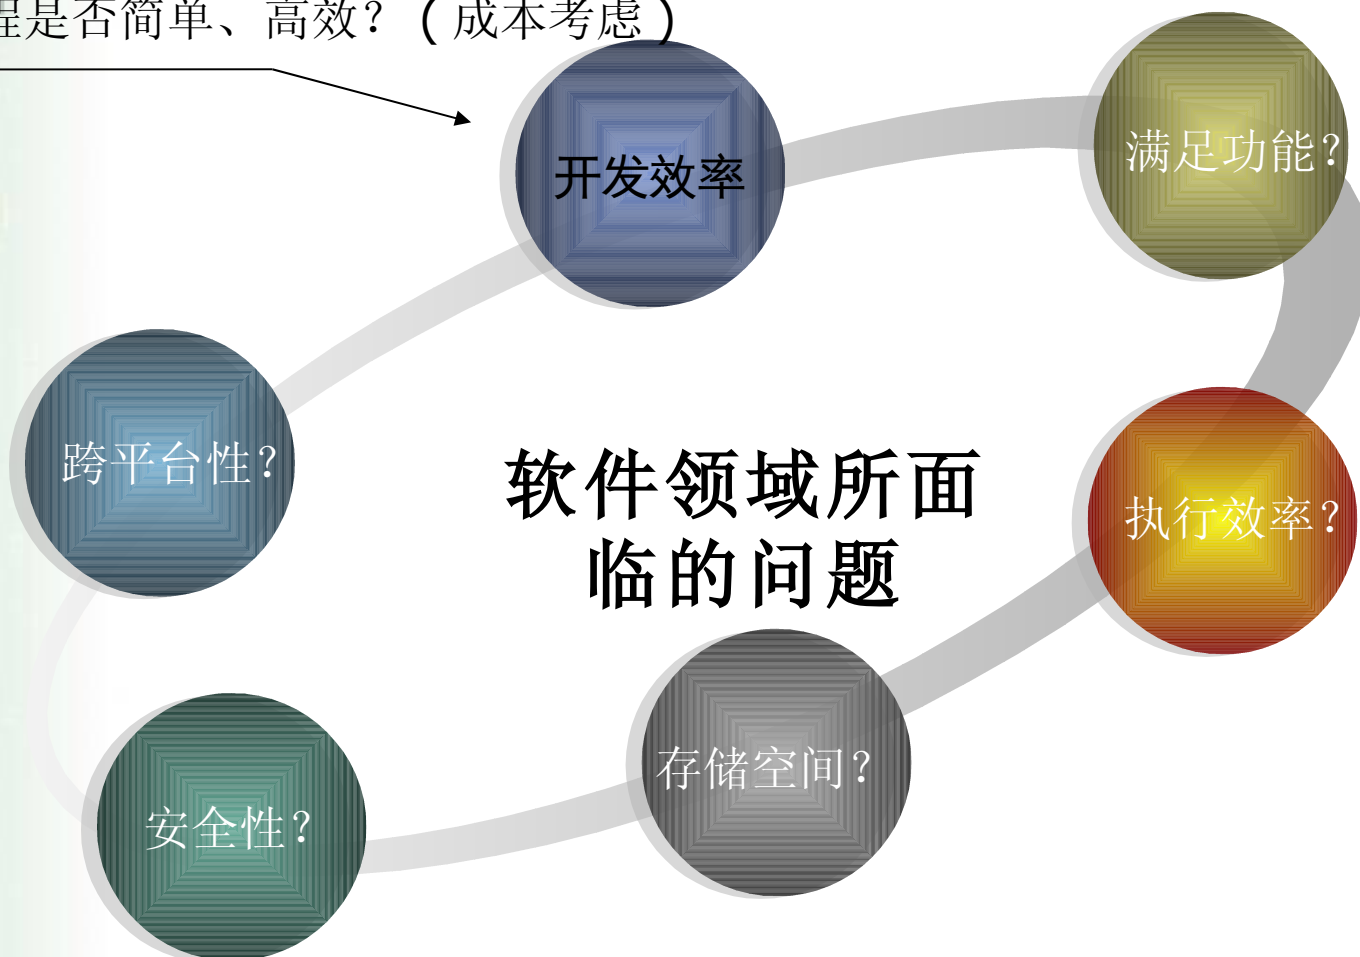 程是否简单、高效？（成本考虑）
开发效率
满足功能？
跨平台性？
执行效率？
软件领域所面
临的问题
存储空间？
安全性？